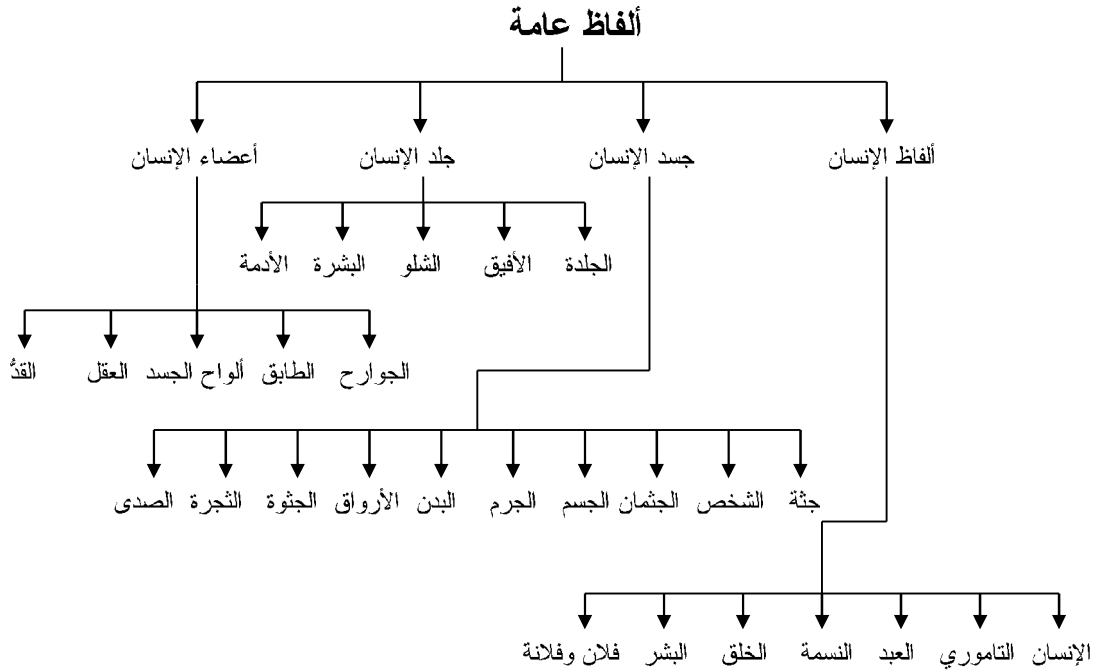 ألفاظ عامة
ألفاظ الإنسان جسد الإنسان جلد الإنسان أعضاء الإنسان
الجلدة الأفيق الشلو البشرة الأدمة
الجوارح الطابق ألواح الجسد العقل القدُّ
جثة الشخص الجثمان الجسم الجرم البدن الأرواق الجثوة الثجرة الصدى
الإنسان التاموري العبد النسمة الخلق البشر فلان وفلانة